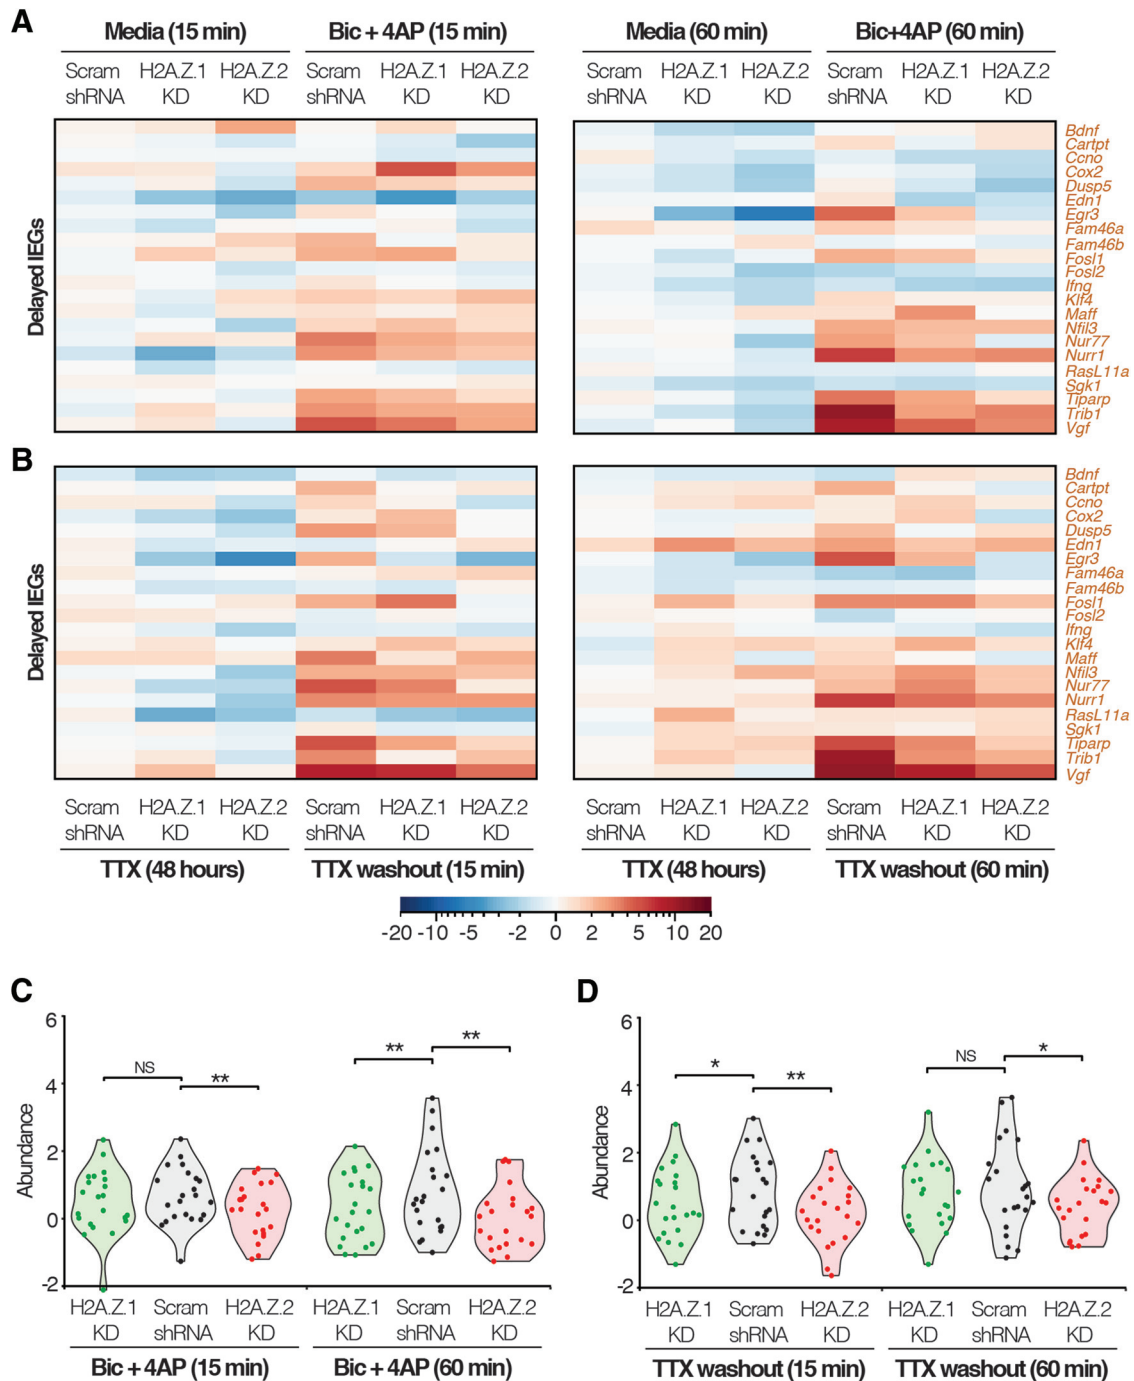 A
Media (15 min) Bic + 4AP (15 min) Media (60 min) Bic+4AP (60 min)
Scram H2A.Z.1 H2A.Z.2 Scram H2A.Z.1 H2A.Z.2 Scram H2A.Z.1 H2A.Z.2 Scram H2A.Z.1 H2A.Z.2
shRNA KD KD shRNA KD KD shRNA KD KD shRNA KD KD
Delayed IEGs
Bdnf
Cartpt
Ccno
Cox2
Dusp5
Edn1
Egr3
Fam46a
Fam46b
Fosl1
Fosl2
Ifng
Klf4
Maff
Nfil3
Nur77
Nurr1
RasL11a
Sgk1
Tiparp
Trib1
Vgf
B
Delayed IEGs
Bdnf
Cartpt
Ccno
Cox2
Dusp5
Edn1
Egr3
Fam46a
Fam46b
Fosl1
Fosl2
Ifng
Klf4
Maff
Nfil3
Nur77
Nurr1
RasL11a
Sgk1
Tiparp
Trib1
Vgf
Scram H2A.Z.1 H2A.Z.2 Scram H2A.Z.1 H2A.Z.2 Scram H2A.Z.1 H2A.Z.2 Scram H2A.Z.1 H2A.Z.2
shRNA KD KD shRNA KD KD shRNA KD KD shRNA KD KD
TTX (48 hours) TTX washout (15 min) TTX (48 hours) TTX washout (60 min)
-20 -10 -5 -2 0 2 5 10 20
C
Abundance
6
4
2
0
-2
NS ** ** **
H2A.Z.1 Scram H2A.Z.2 H2A.Z.1 Scram H2A.Z.2
KD shRNA KD KD shRNA KD
Bic + 4AP (15 min) Bic + 4AP (60 min)
D
Abundance
6
4
2
0
-2
* ** NS *
H2A.Z.1 Scram H2A.Z.2 H2A.Z.1 Scram H2A.Z.2
KD shRNA KD KD shRNA KD
TTX washout (15 min) TTX washout (60 min)